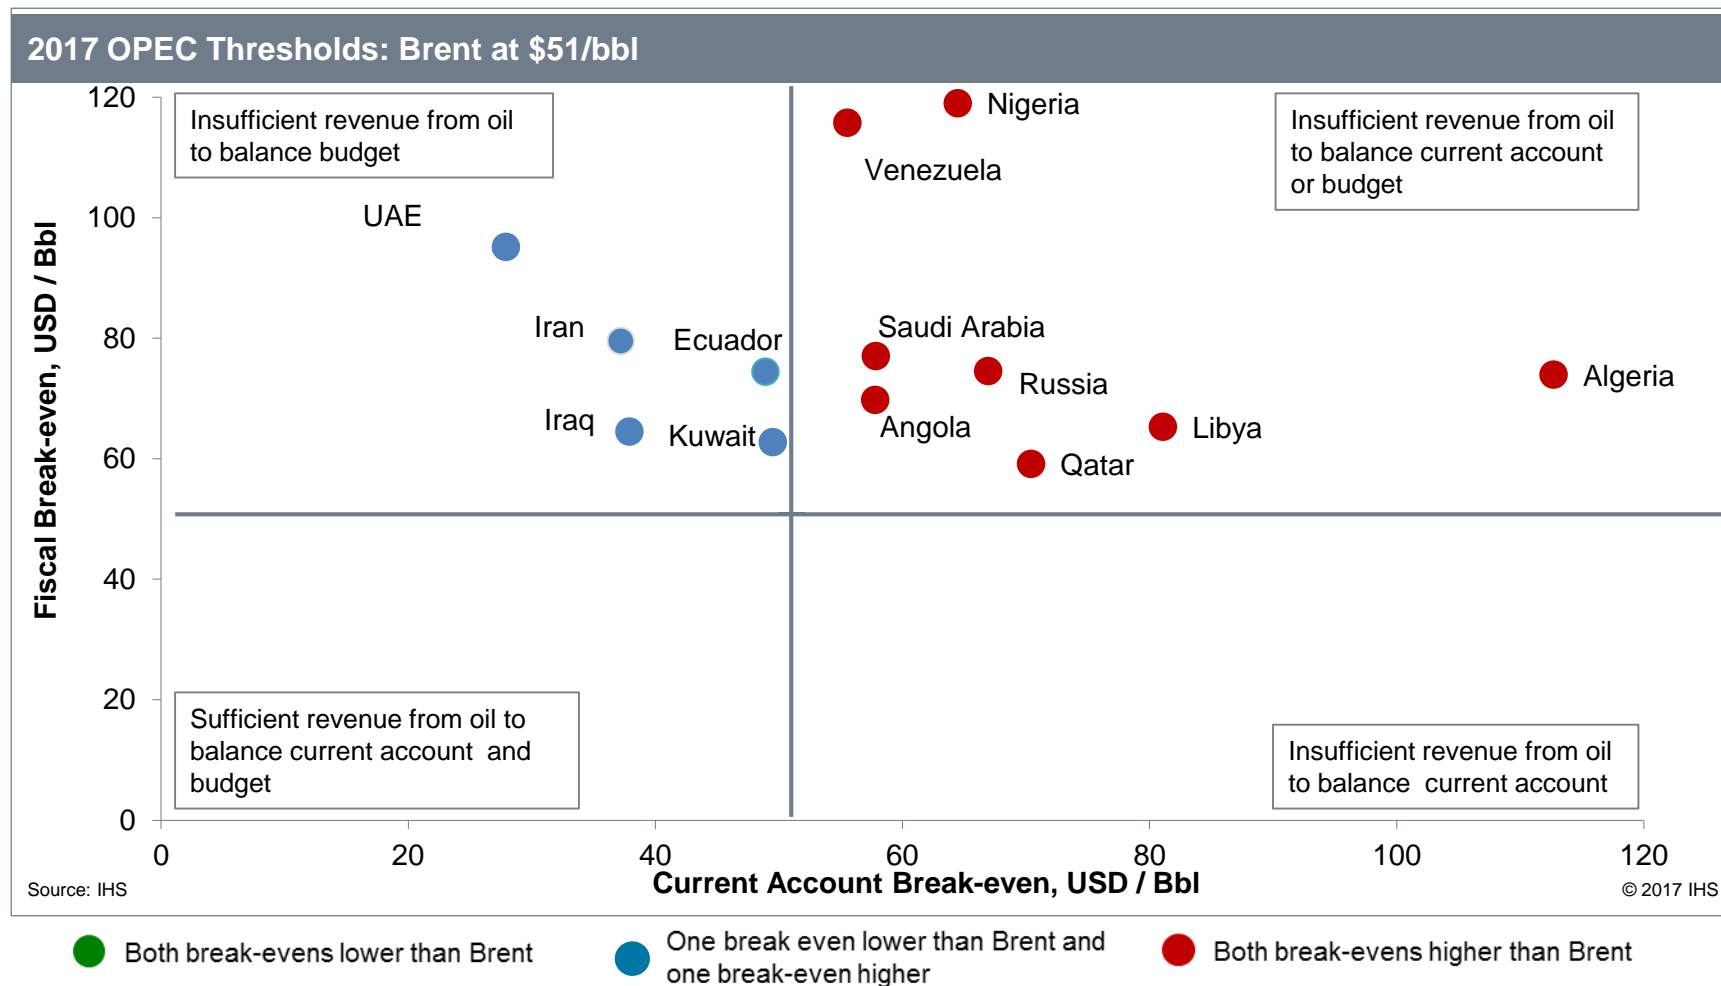 2017 OPEC Thresholds: Brent at $51/bbl
120
100
80
60
40
20
0
Fiscal Break-even, USD / Bbl
Insufficient revenue from oil
to balance budget
Insufficient revenue from oil
to balance current account
or budget
Nigeria
Venezuela
UAE
Iran
Ecuador
Saudi Arabia
Russia
Algeria
Iraq
Kuwait
Angola
Libya
Qatar
Sufficient revenue from oil to
balance current account  and
budget
Insufficient revenue from oil
to balance  current account
0
20
40
60
80
100
120
Current Account Break-even, USD / Bbl
Source: IHS
© 2017 IHS
Both break-evens lower than Brent
One break even lower than Brent and
one break-even higher
Both break-evens higher than Brent